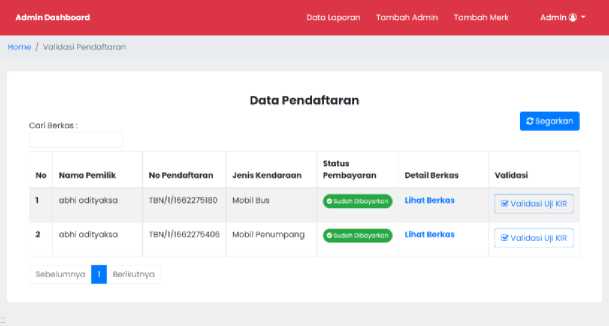 Admin Dashboard Data Laporan Tambah Admin Tambah Merk Admin
Home / Validasi Pendaftaran
Data Pendaftaran
Cari Berkas :
Segarkan
No Nama Pemilik No Pendaftaran Jenis Kendaraan Status Pembayaran Detail Berkas Validasi
1 abhi adityaksa TBN/1/1662275180 Mobil Bus Sudah Dibayarkan Lihat Berkas Validasi Uji KIR
2 abhi adityaksa TBN/1/1662275406 Mobil Penumpang Sudah Dibayarkan Lihat Berkas Validasi Uji KIR
Sebelumnya 1 Berikutnya